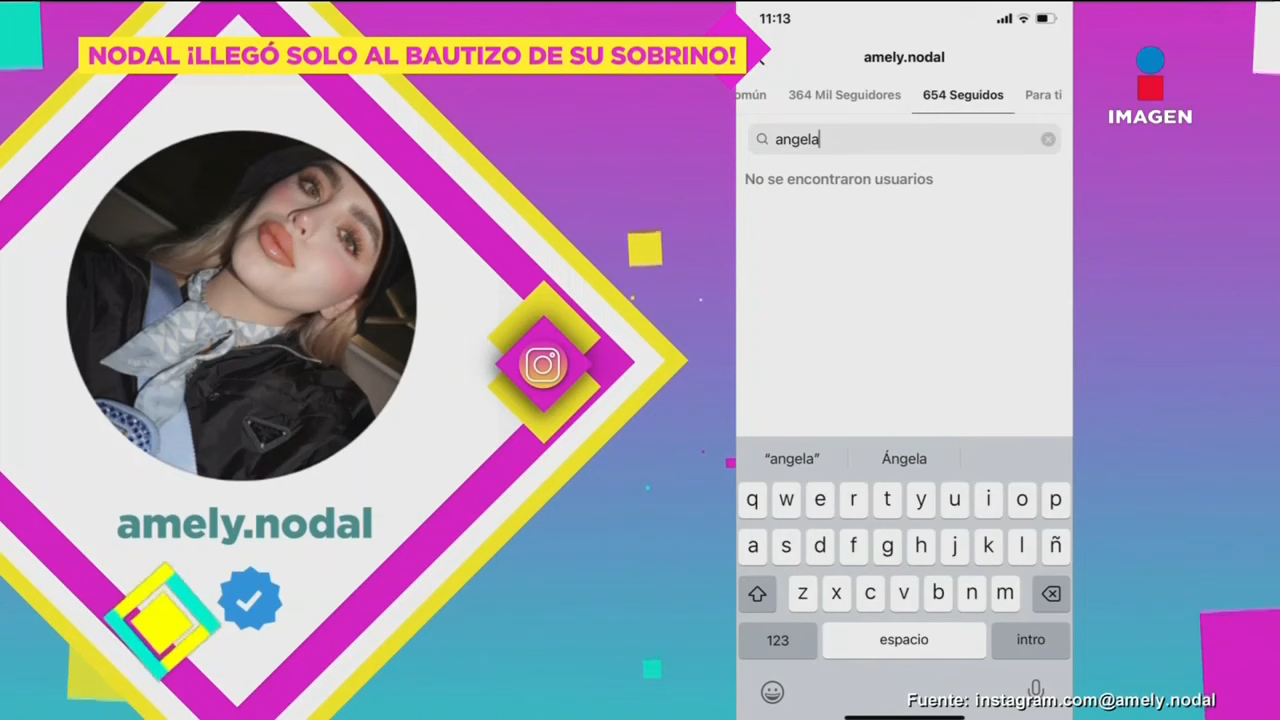 NODAL ¡LLEGÓ SOLO AL BAUTIZO DE SU SOBRINO!
amely.nodal
11:13
amely.nodal
omún 364 Mil Seguidores 654 Seguidos Para ti
angela
No se encontraron usuarios
"angela" Ángela
q w e r t y u i o p
a s d f g h j k l ñ
z x c v b n m
123 espacio intro
IMAGEN
Fuente: instagram.com@amely.nodal